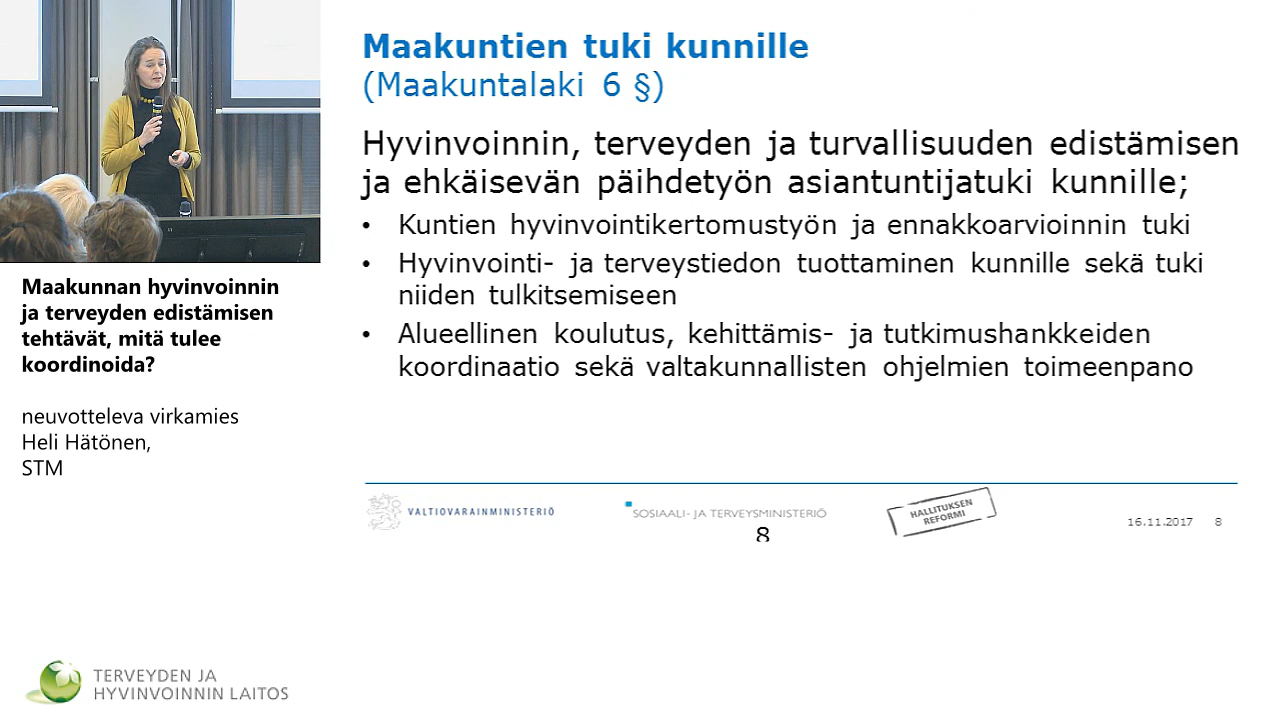 Maakuntien tuki kunnille
(Maakuntalaki 6 §)
Hyvinvoinnin, terveyden ja turvallisuuden edistämisen
ja ehkäisevän päihdetyön asiantuntijatuki kunnille;
• Kuntien hyvinvointikertomustyön ja ennakkoarvioinnin tuki
• Hyvinvointi- ja terveystiedon tuottaminen kunnille sekä tuki
niiden tulkitsemiseen
• Alueellinen koulutus, kehittämis- ja tutkimushankkeiden
koordinaatio sekä valtakunnallisten ohjelmien toimeenpano
Maakunnan hyvinvoinnin
ja terveyden edistämisen
tehtävät, mitä tulee
koordinoida?
neuvotteleva virkamies
Heli Hätönen,
STM
VALTIOVARAINMINISTERIÖ
SOSIAALI- JA TERVEYSMINISTERIÖ
HALLITUKSEN
REFORMI
16.11.2017 8
8
TERVEYDEN JA
HYVINVOINNIN LAITOS